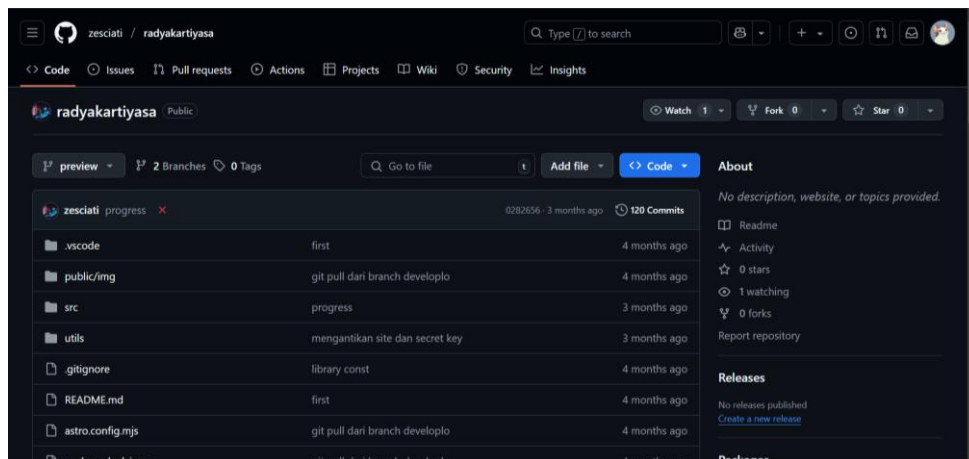 zesciati / radyakartiyasa
Type / to search
Code Issues Pull requests Actions Projects Wiki Security Insights
radyakartiyasa Public
Watch 1 Fork 0 Star 0
preview 2 Branches 0 Tags
Go to file t Add file Code
zesciati progress
0282656 · 3 months ago 120 Commits
.vscode first 4 months ago
public/img git pull dari branch developlo 4 months ago
src progress 3 months ago
utils mengantikan site dan secret key 3 months ago
.gitignore library const 4 months ago
README.md first 4 months ago
astro.config.mjs git pull dari branch developlo 4 months ago
About
No description, website, or topics provided.
Readme
Activity
0 stars
1 watching
0 forks
Report repository
Releases
No releases published
Create a new release